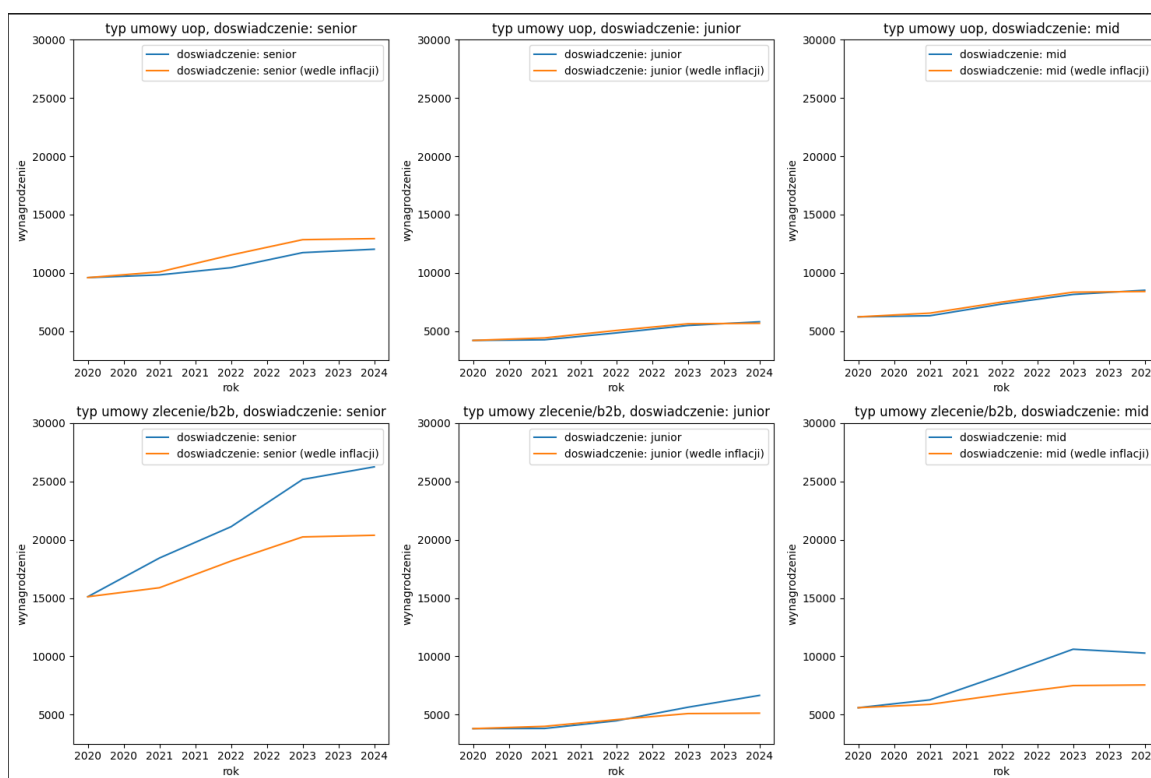 typ umowy uop, doswiadczenie: senior
30000
25000
20000
15000
10000
5000
wynagrodzenie
doswiadczenie: senior
doswiadczenie: senior (wedle inflacji)
2020 2020 2021 2021 2022 2022 2023 2023 2024
rok
typ umowy uop, doswiadczenie: junior
30000
25000
20000
15000
10000
5000
wynagrodzenie
doswiadczenie: junior
doswiadczenie: junior (wedle inflacji)
2020 2020 2021 2021 2022 2022 2023 2023 2024
rok
typ umowy uop, doswiadczenie: mid
30000
25000
20000
15000
10000
5000
wynagrodzenie
doswiadczenie: mid
doswiadczenie: mid (wedle inflacji)
2020 2020 2021 2021 2022 2022 2023 2023 2024
rok
typ umowy zlecenie/b2b, doswiadczenie: senior
30000
25000
20000
15000
10000
5000
wynagrodzenie
doswiadczenie: senior
doswiadczenie: senior (wedle inflacji)
2020 2020 2021 2021 2022 2022 2023 2023 2024
rok
typ umowy zlecenie/b2b, doswiadczenie: junior
30000
25000
20000
15000
10000
5000
wynagrodzenie
doswiadczenie: junior
doswiadczenie: junior (wedle inflacji)
2020 2020 2021 2021 2022 2022 2023 2023 2024
rok
typ umowy zlecenie/b2b, doswiadczenie: mid
30000
25000
20000
15000
10000
5000
wynagrodzenie
doswiadczenie: mid
doswiadczenie: mid (wedle inflacji)
2020 2020 2021 2021 2022 2022 2023 2023 2024
rok